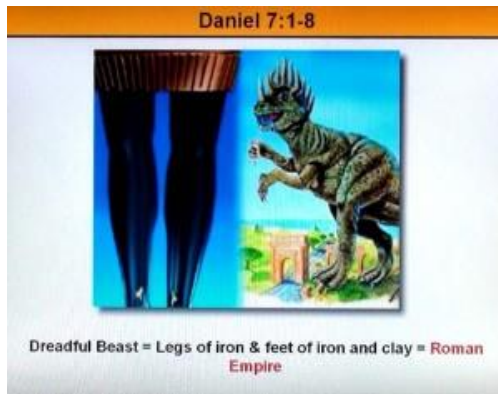 Daniel 7:1-8
Dreadful Beast = Legs of iron & feet of iron and clay = Roman
Empire